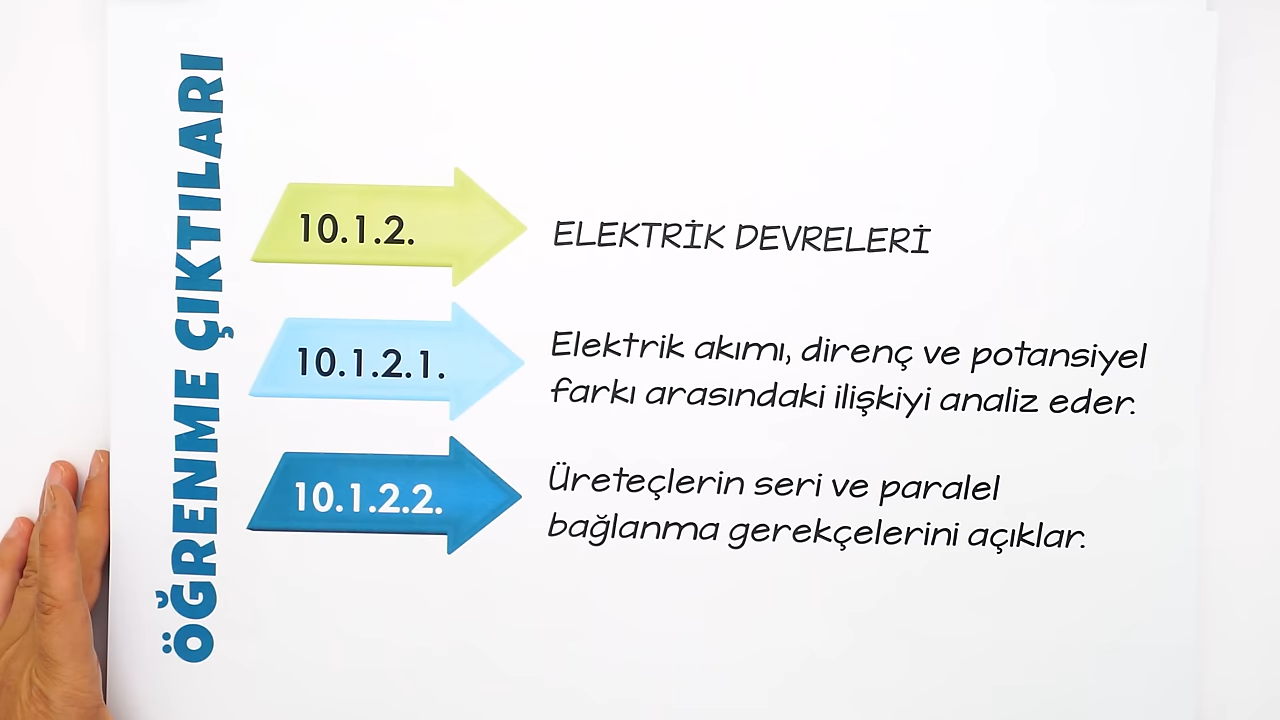 ÖĞRENME ÇIKTILARI
10.1.2.
ELEKTRİK DEVRELERİ
10.1.2.1.
Elektrik akımı, direnç ve potansiyel
farkı arasındaki ilişkiyi analiz eder.
10.1.2.2.
Üreteçlerin seri ve paralel
bağlanma gerekçelerini açıklar.